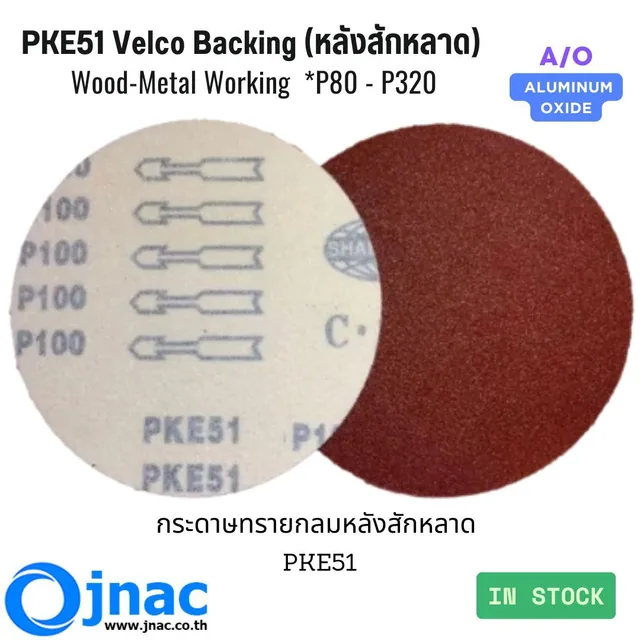 PKE51 Velco Backing (หลังสักหลาด)
Wood-Metal Working *P80 - P320
A/O
ALUMINUM
OXIDE
P100
P100
P100
P100
C.
PKE51
PKE51
กระดาษทรายกลมหลังสักหลาด
PKE51
jnac
www.jnac.co.th
IN STOCK